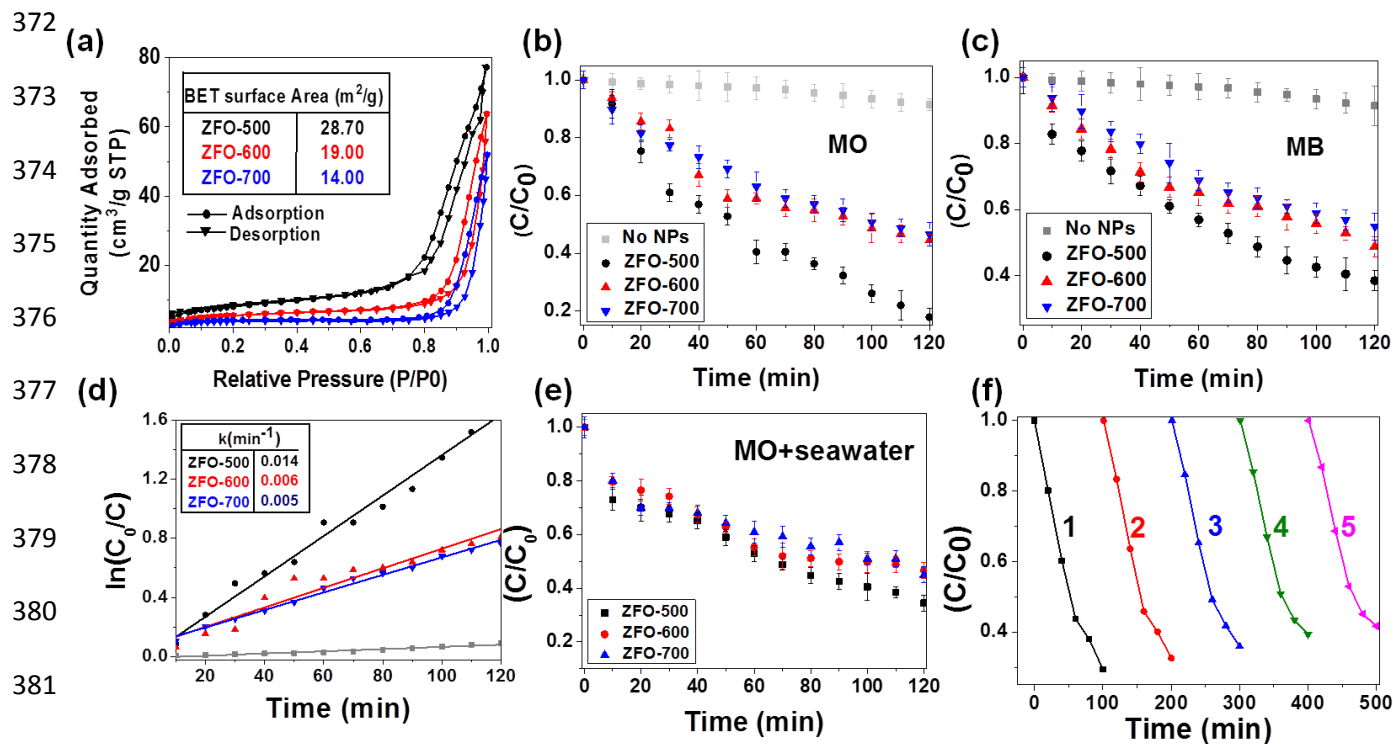 372
373
374
375
376
377
378
379
380
381
(a)
80
60
40
20
0.0 0.2 0.4 0.6 0.8 1.0
Quantity Adsorbed
(cm³/g STP)
BET surface Area (m²/g)
ZFO-500 28.70
ZFO-600 19.00
ZFO-700 14.00
Adsorption
Desorption
Relative Pressure (P/P0)
(b)
1.0
0.8
0.6
0.4
0.2
(C/C₀)
MO
No NPs
ZFO-500
ZFO-600
ZFO-700
0 20 40 60 80 100 120
Time (min)
(c)
1.0
0.8
0.6
0.4
(C/C₀)
MB
No NPs
ZFO-500
ZFO-600
ZFO-700
0 20 40 60 80 100 120
Time (min)
(d)
1.6
1.2
0.8
0.4
0.0
ln(C₀/C)
k(min⁻¹)
ZFO-500 0.014
ZFO-600 0.006
ZFO-700 0.005
20 40 60 80 100 120
Time (min)
(e)
1.0
0.8
0.6
0.4
0.2
(C/C₀)
MO+seawater
ZFO-500
ZFO-600
ZFO-700
0 20 40 60 80 100 120
Time (min)
(f)
1.0
0.8
0.6
0.4
(C/C0)
1 2 3 4 5
0 100 200 300 400 500
Time (min)